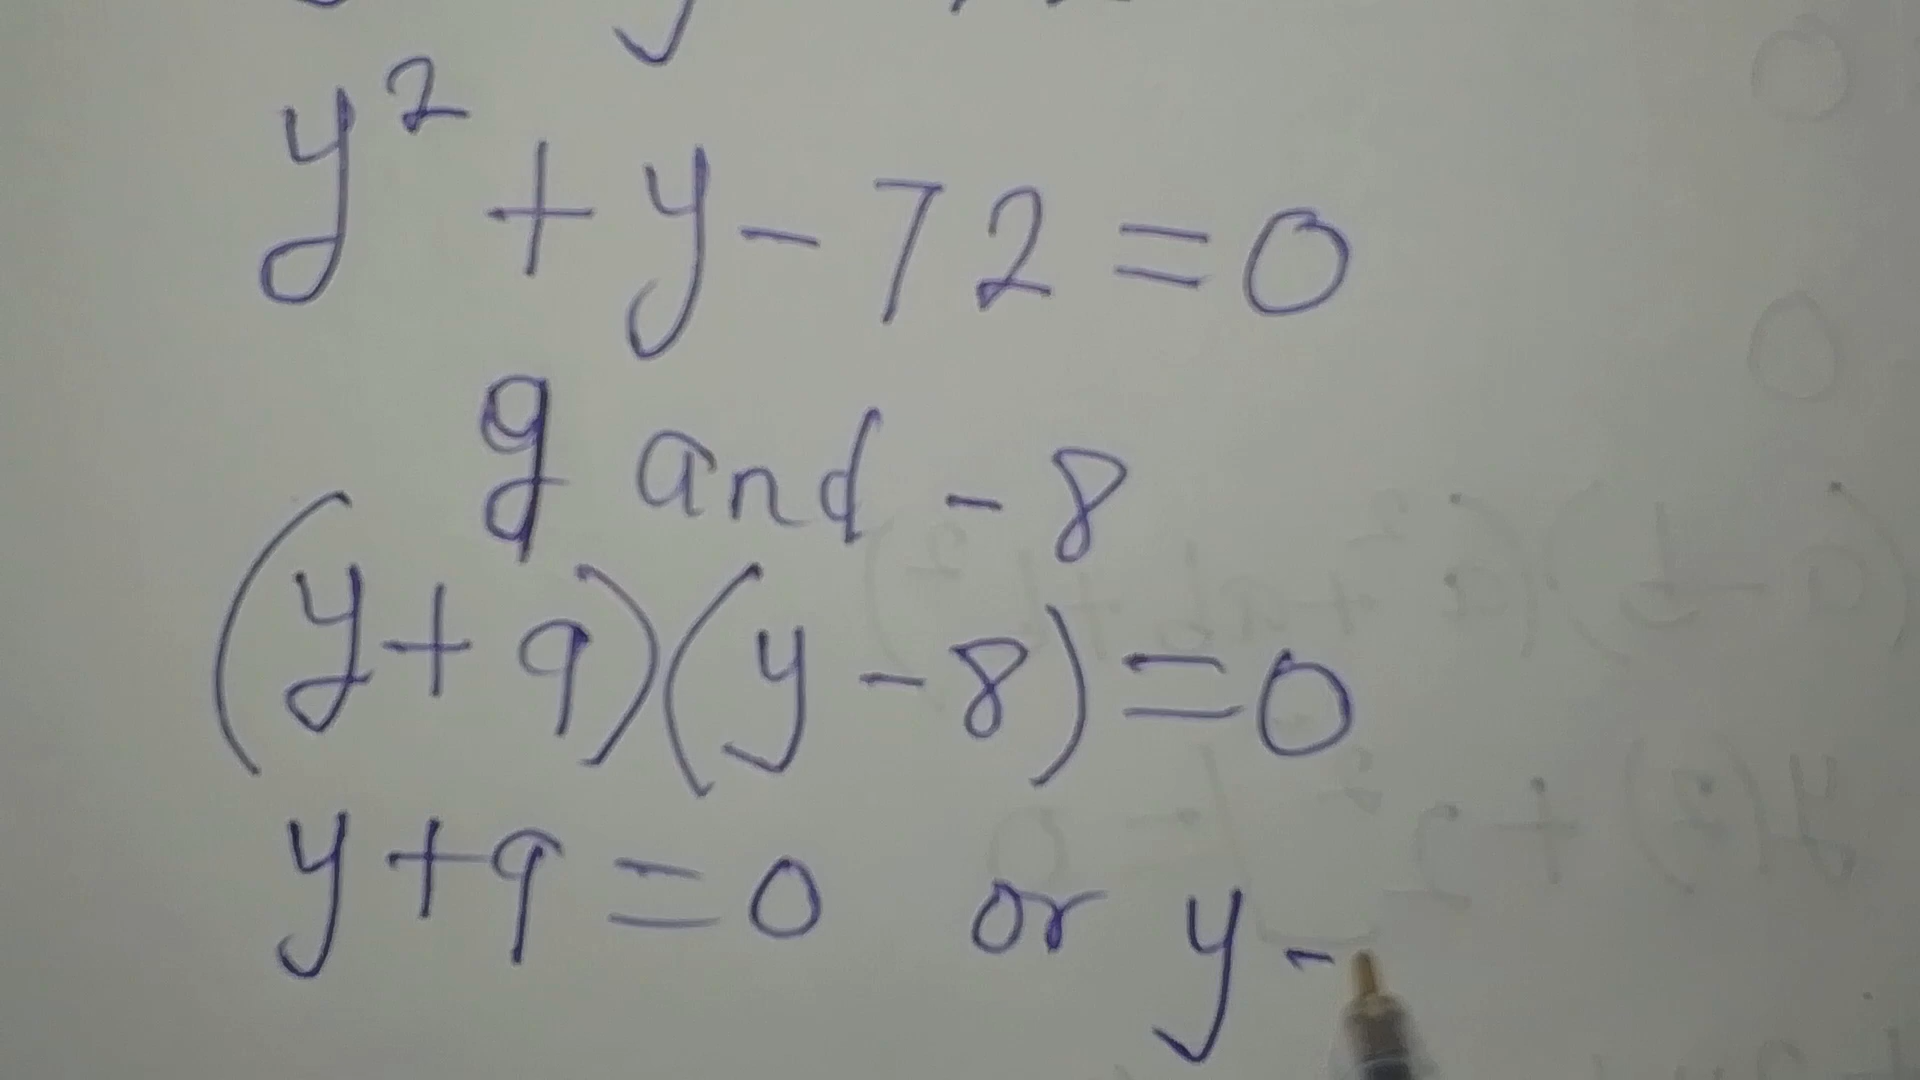 y² + y - 72 = 0
9 and -8
(y + 9)(y - 8) = 0
y + 9 = 0 or y -